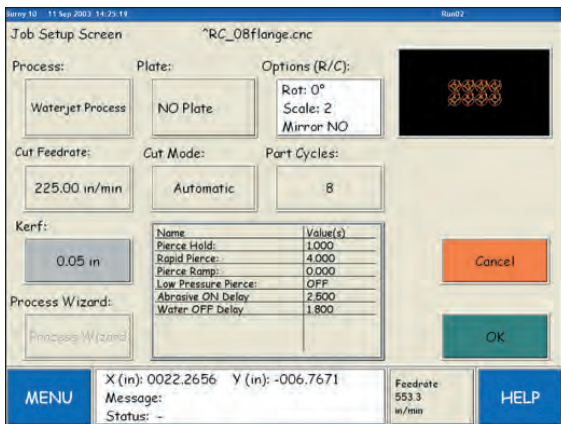 Burny 10 11 Sep 2003 14:25:19 Run02
Job Setup Screen ^RC_08flange.cnc
Process: Plate: Options (R/C):
Waterjet Process
NO Plate
Rot: 0°
Scale: 2
Mirror NO
Cut Feedrate: Cut Mode: Part Cycles:
225.00 in/min Automatic 8
Kerf:
0.05 in
Name Value(s)
Pierce Hold: 1.000
Rapid Pierce: 4.000
Pierce Ramp: 0.000
Low Pressure Pierce: OFF
Abrasive ON Delay 2.500
Water OFF Delay 1.800
Cancel
Process Wizard:
Process Wizard
OK
MENU
X (in): 0022.2656 Y (in): -006.7671
Message:
Status: -
Feedrate
553.3
in/min
HELP